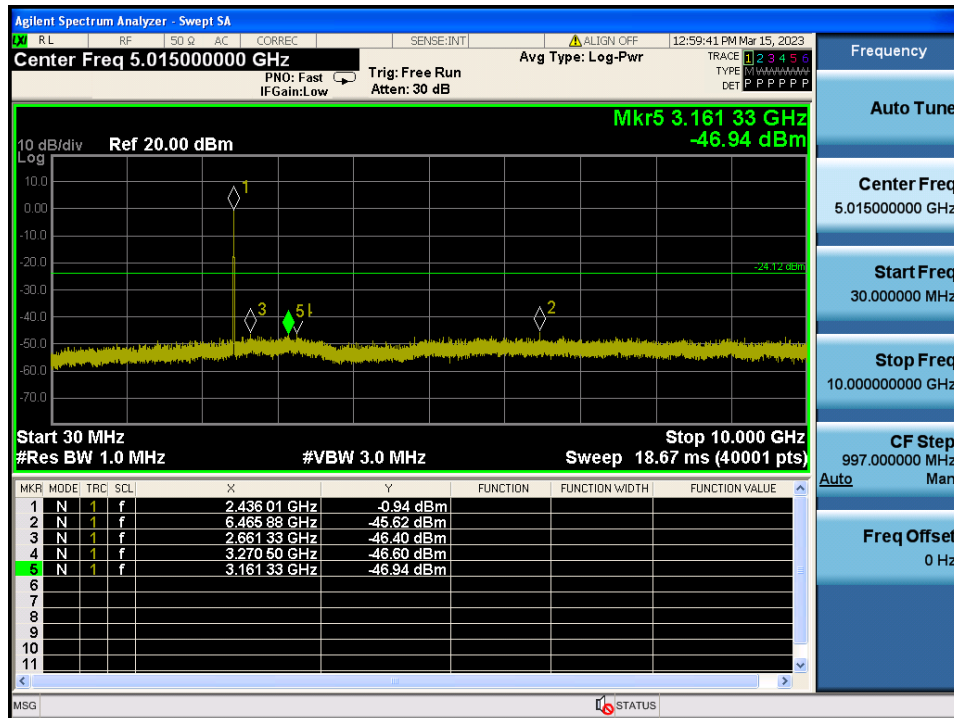 Agilent Spectrum Analyzer - Swept SA
LXI RL RF 50 Ω AC CORREC SENSE:INT ALIGN OFF 12:59:41 PM Mar 15, 2023
Center Freq 5.015000000 GHz
PNO: Fast
IFGain:Low
Trig: Free Run
Atten: 30 dB
Avg Type: Log-Pwr
TRACE 1 2 3 4 5 6
TYPE M WWWWW
DET P P P P P P
Mkr5 3.161 33 GHz
-46.94 dBm
10 dB/div Ref 20.00 dBm
Log
10.0
0.00
-10.0
-20.0
-30.0
-40.0
-50.0
-60.0
-70.0
1
3
5
2
-24.12 dBm
Start 30 MHz Stop 10.000 GHz
#Res BW 1.0 MHz #VBW 3.0 MHz Sweep 18.67 ms (40001 pts)
MKR MODE TRC SCL X Y FUNCTION FUNCTION WIDTH FUNCTION VALUE
1 N 1 f 2.436 01 GHz -0.94 dBm
2 N 1 f 6.465 88 GHz -45.62 dBm
3 N 1 f 2.661 33 GHz -46.40 dBm
4 N 1 f 3.270 50 GHz -46.60 dBm
5 N 1 f 3.161 33 GHz -46.94 dBm
6
7
8
9
10
11
MSG STATUS
Frequency
Auto Tune
Center Freq
5.015000000 GHz
Start Freq
30.000000 MHz
Stop Freq
10.000000000 GHz
CF Step
997.000000 MHz
Auto Man
Freq Offset
0 Hz